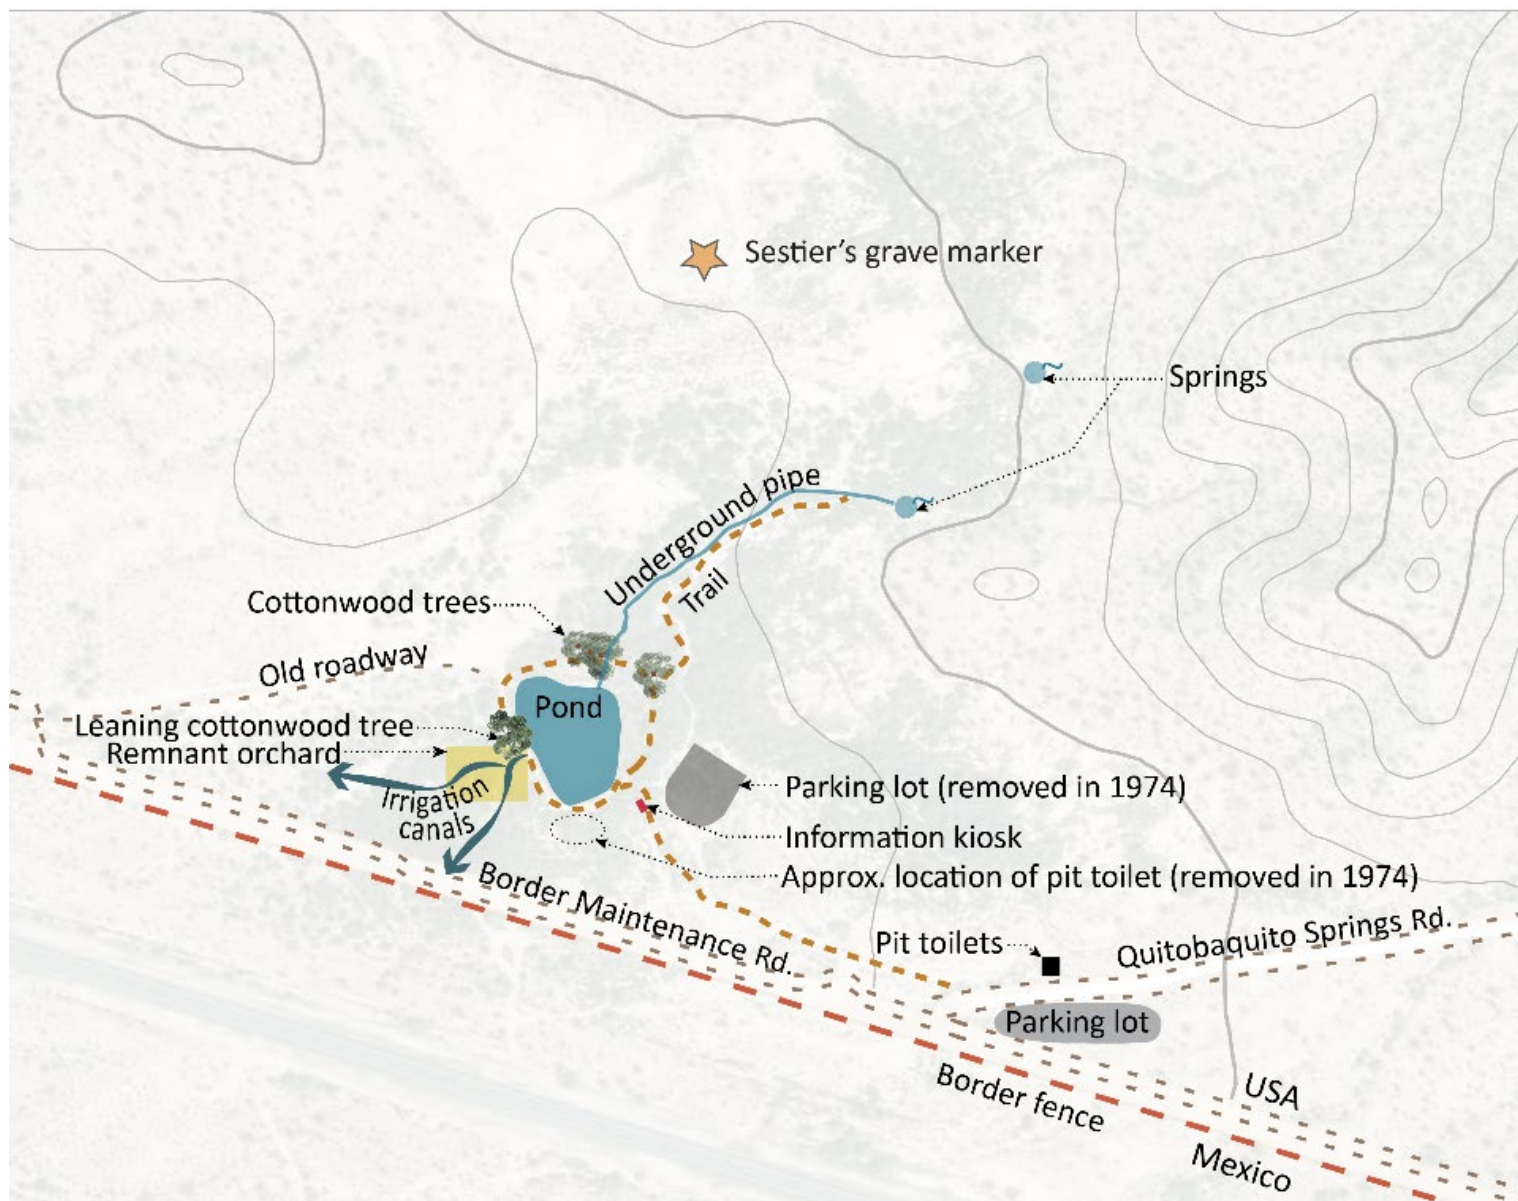 Sestier's grave marker
Springs
Underground pipe
Trail
Cottonwood trees
Old roadway
Pond
Leaning cottonwood tree
Remnant orchard
Irrigation
canals
Parking lot (removed in 1974)
Information kiosk
Approx. location of pit toilet (removed in 1974)
Border Maintenance Rd.
Pit toilets
Quitobaquito Springs Rd.
Parking lot
Border fence
USA
Mexico